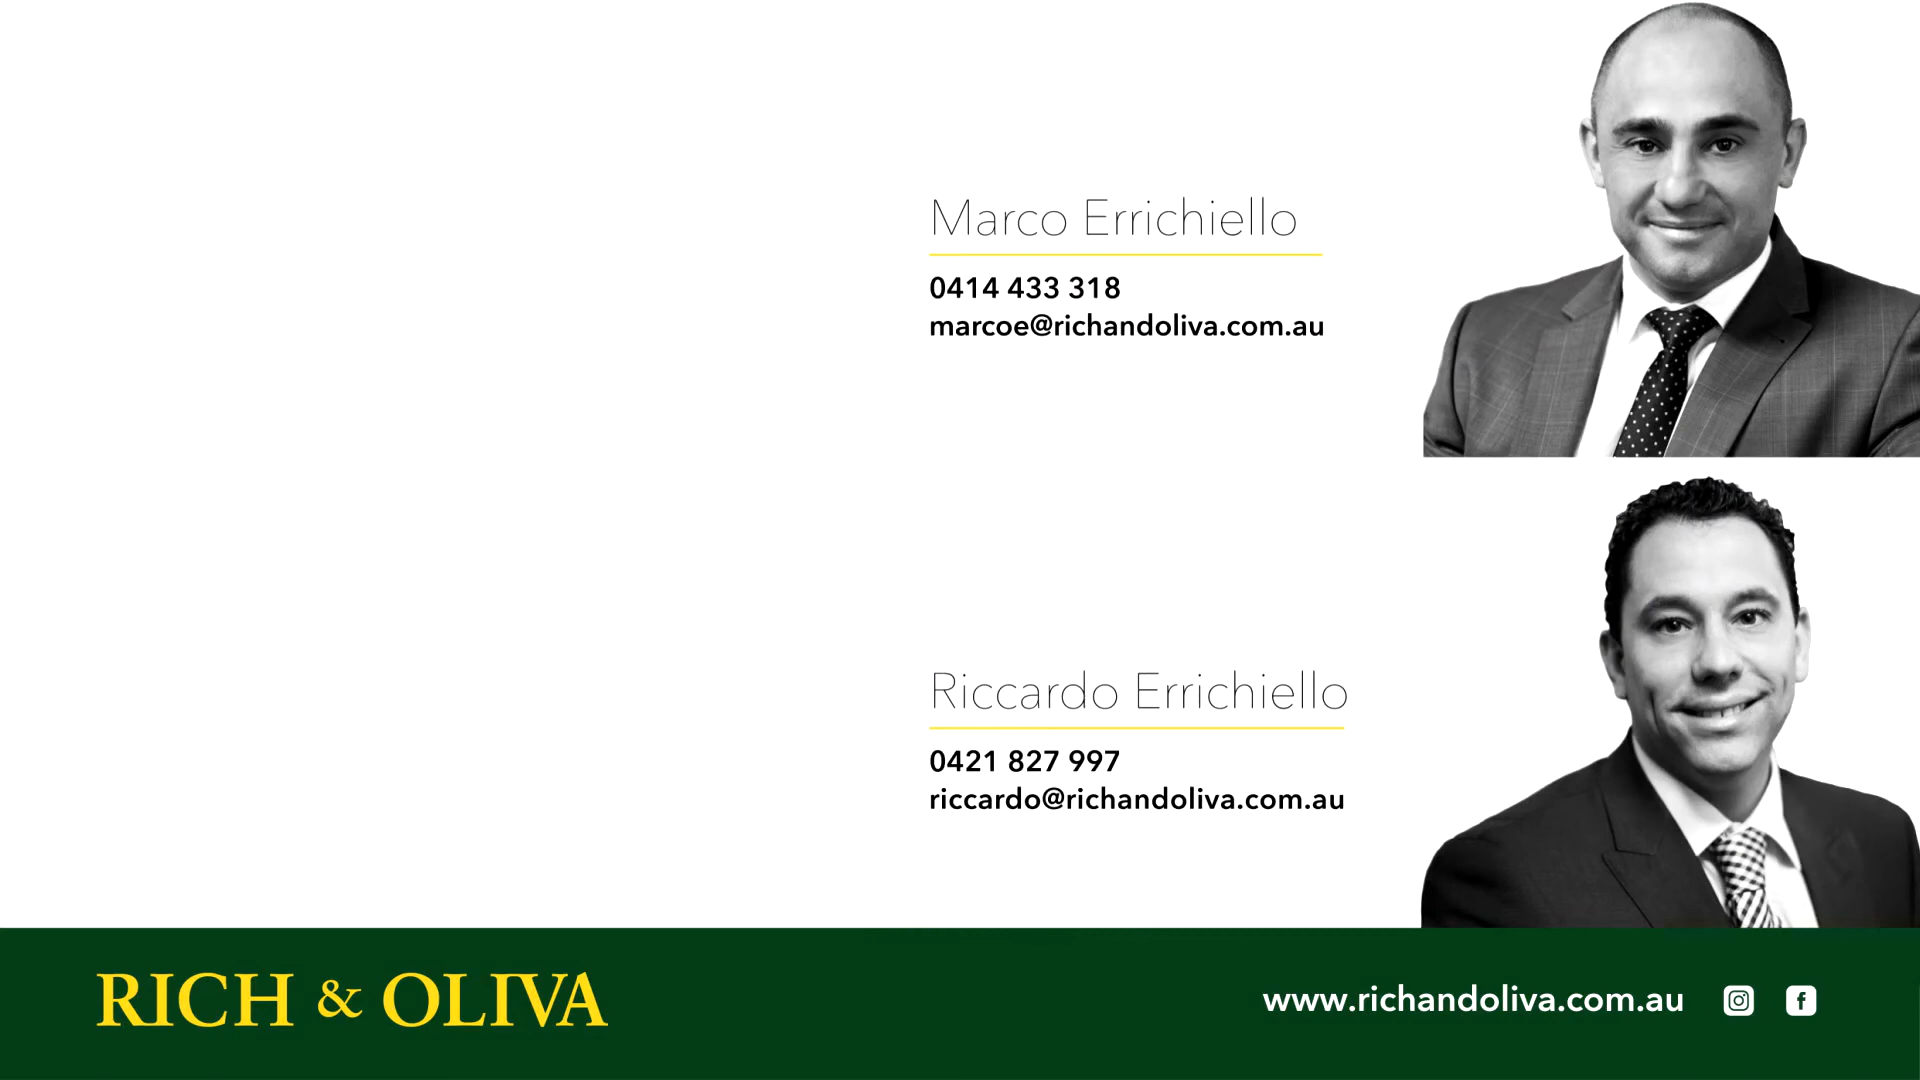 Marco Errichiello
0414 433 318
marcoe@richandoliva.com.au
Riccardo Errichiello
0421 827 997
riccardo@richandoliva.com.au
RICH & OLIVA
www.richandoliva.com.au